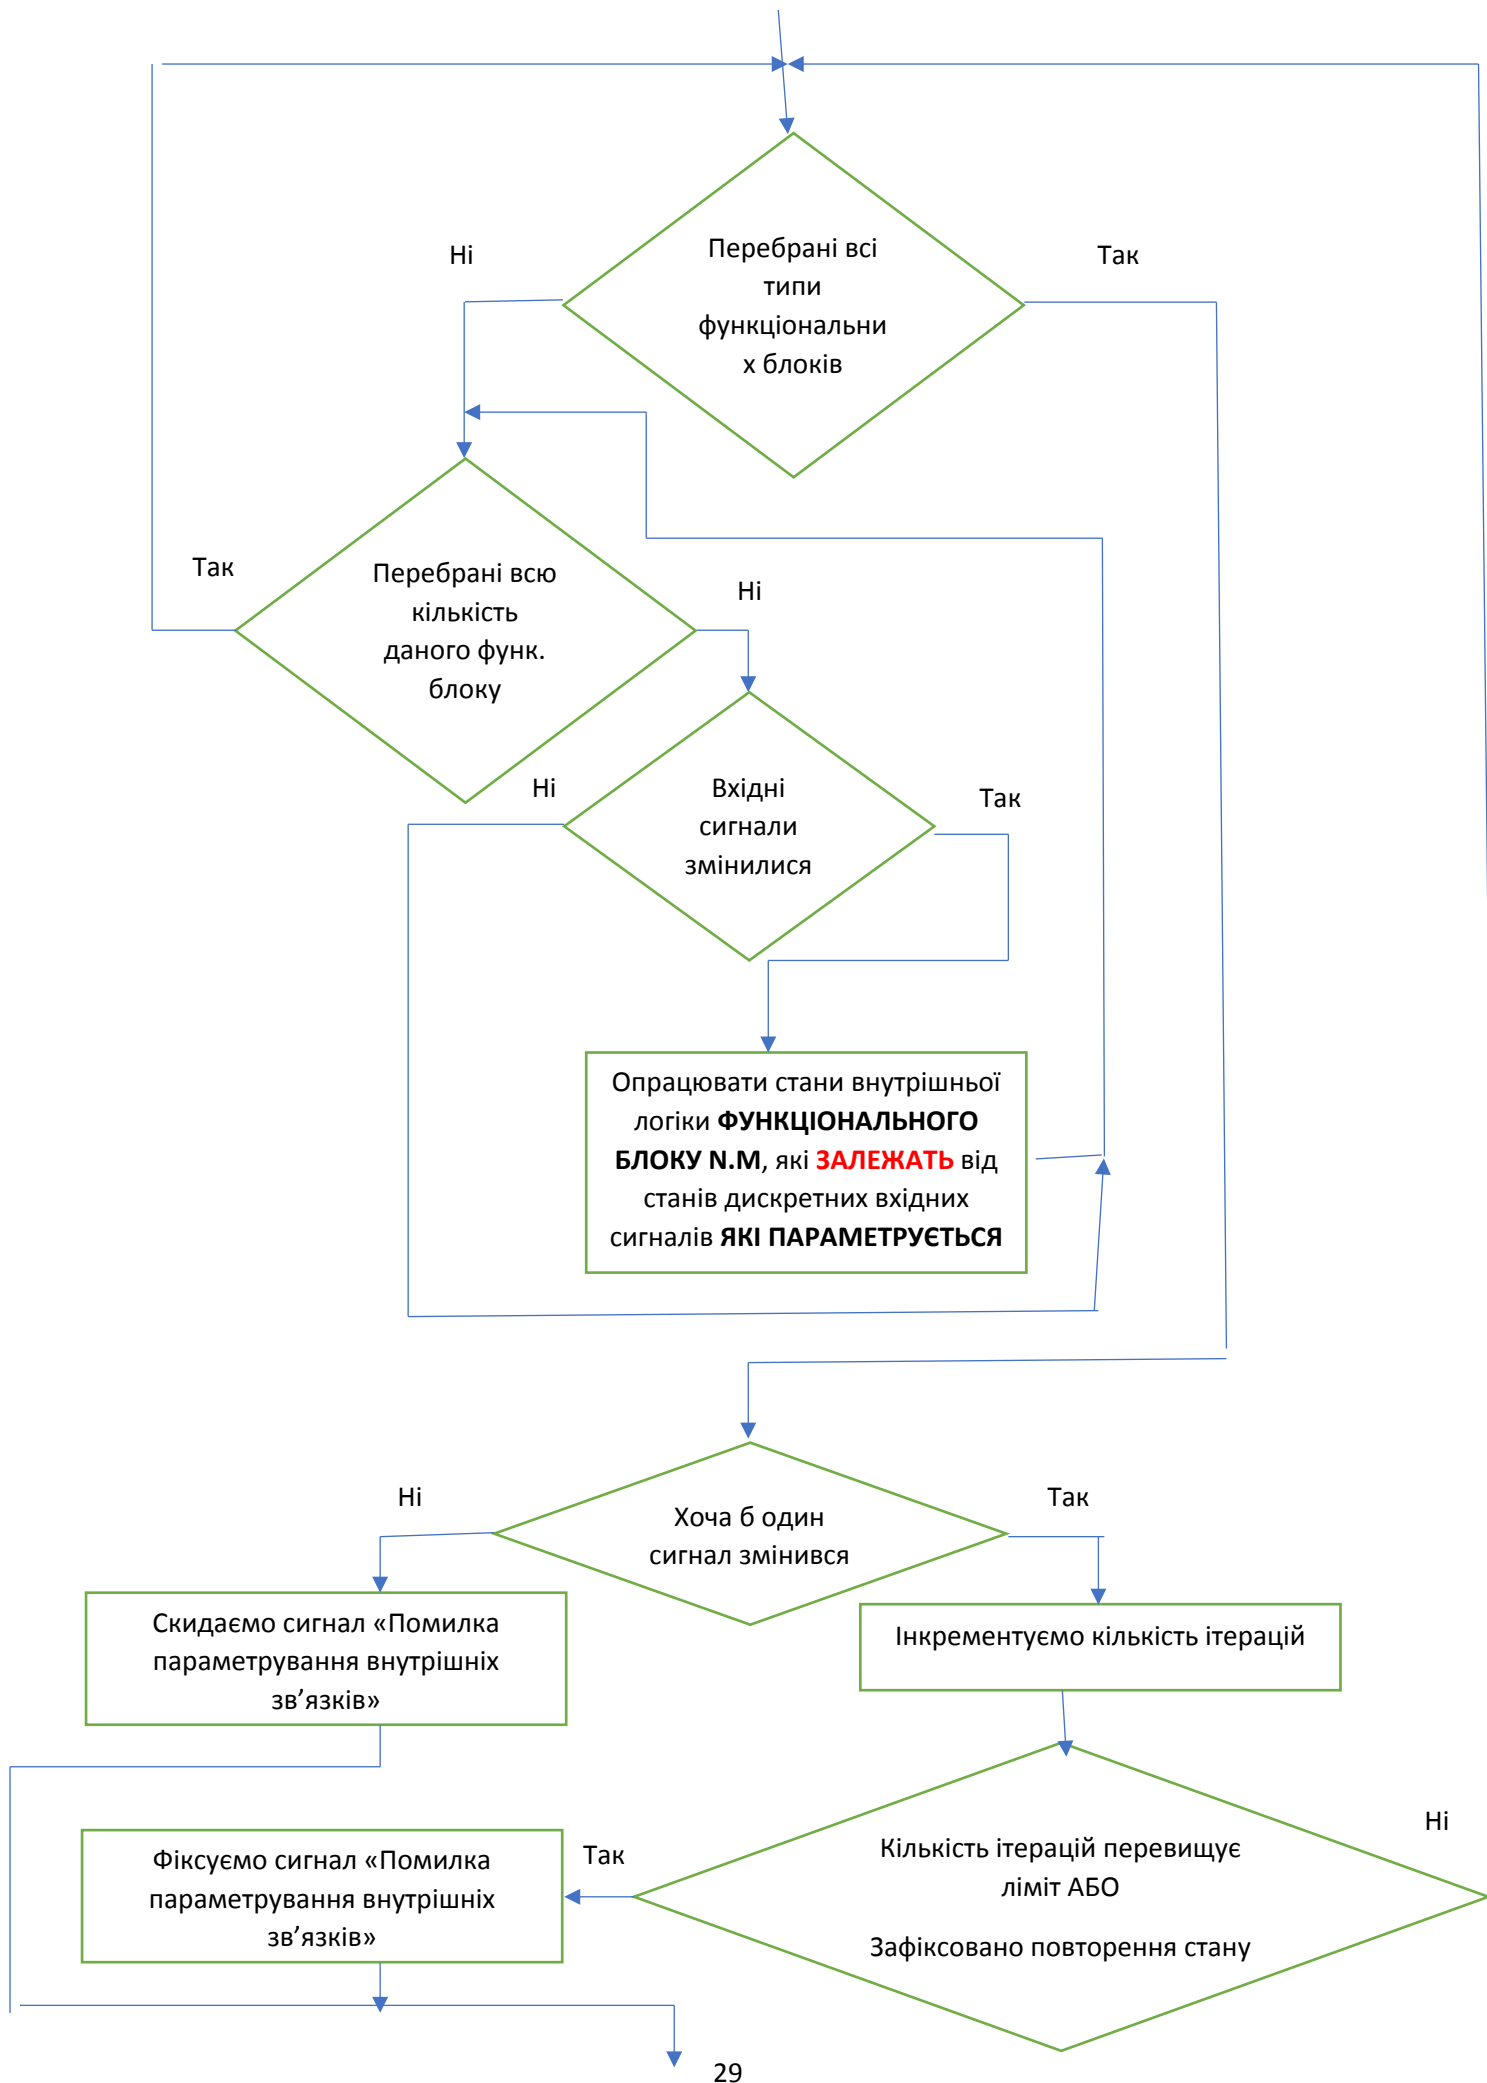 Ні
Перебрані всі
типи
функціональни
х блоків
Так
Так
Перебрані всю
кількість
даного функ.
блоку
Ні
Ні
Вхідні
сигнали
змінилися
Так
Опрацювати стани внутрішньої
логіки ФУНКЦІОНАЛЬНОГО
БЛОКУ N.M, які ЗАЛЕЖАТЬ від
станів дискретних вхідних
сигналів ЯКІ ПАРАМЕТРУЄТЬСЯ
Ні
Хоча б один
сигнал змінився
Так
Скидаємо сигнал «Помилка
параметрування внутрішніх
зв’язків»
Інкрементуємо кількість ітерацій
Фіксуємо сигнал «Помилка
параметрування внутрішніх
зв’язків»
Так
Кількість ітерацій перевищує
ліміт АБО
Зафіксовано повторення стану
Ні
29